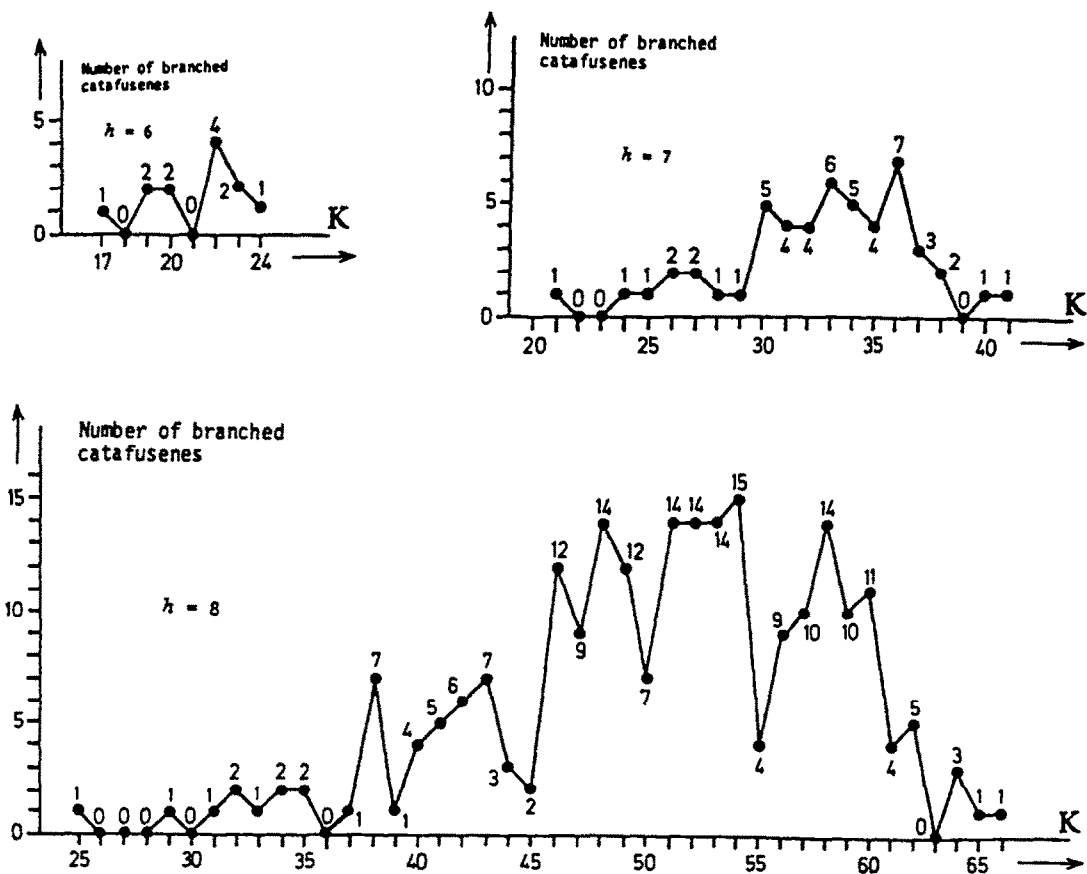 Number of branched
catafusenes
5
h = 6
1 0 2 2 0 4 2 1
0
K
17 20 24
Number of branched
catafusenes
10
h = 7
5
1 0 0 1 1 2 2 1 1 5 4 4 6 5 4 7 3 2 0 1 1
0
K
20 25 30 35 40
Number of branched
catafusenes
15
h = 8
10
5
1 0 0 0 1 0 1 2 1 2 2 0 1 7 1 4 5 6 7 3 2 12 9 14 12 7 14 14 14 15 4 9 10 14 10 11 4 5 0 3 1 1
0
K
25 30 35 40 45 50 55 60 65